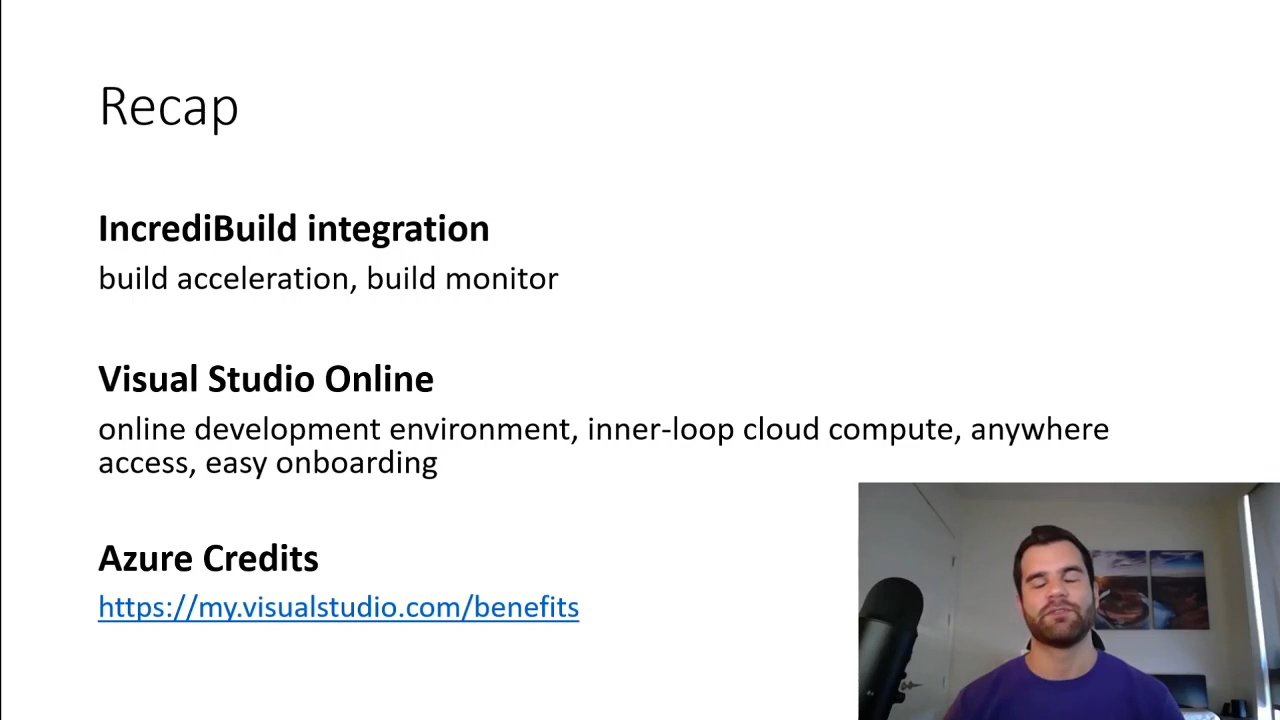 Recap
IncrediBuild integration
build acceleration, build monitor
Visual Studio Online
online development environment, inner-loop cloud compute, anywhere
access, easy onboarding
Azure Credits
https://my.visualstudio.com/benefits